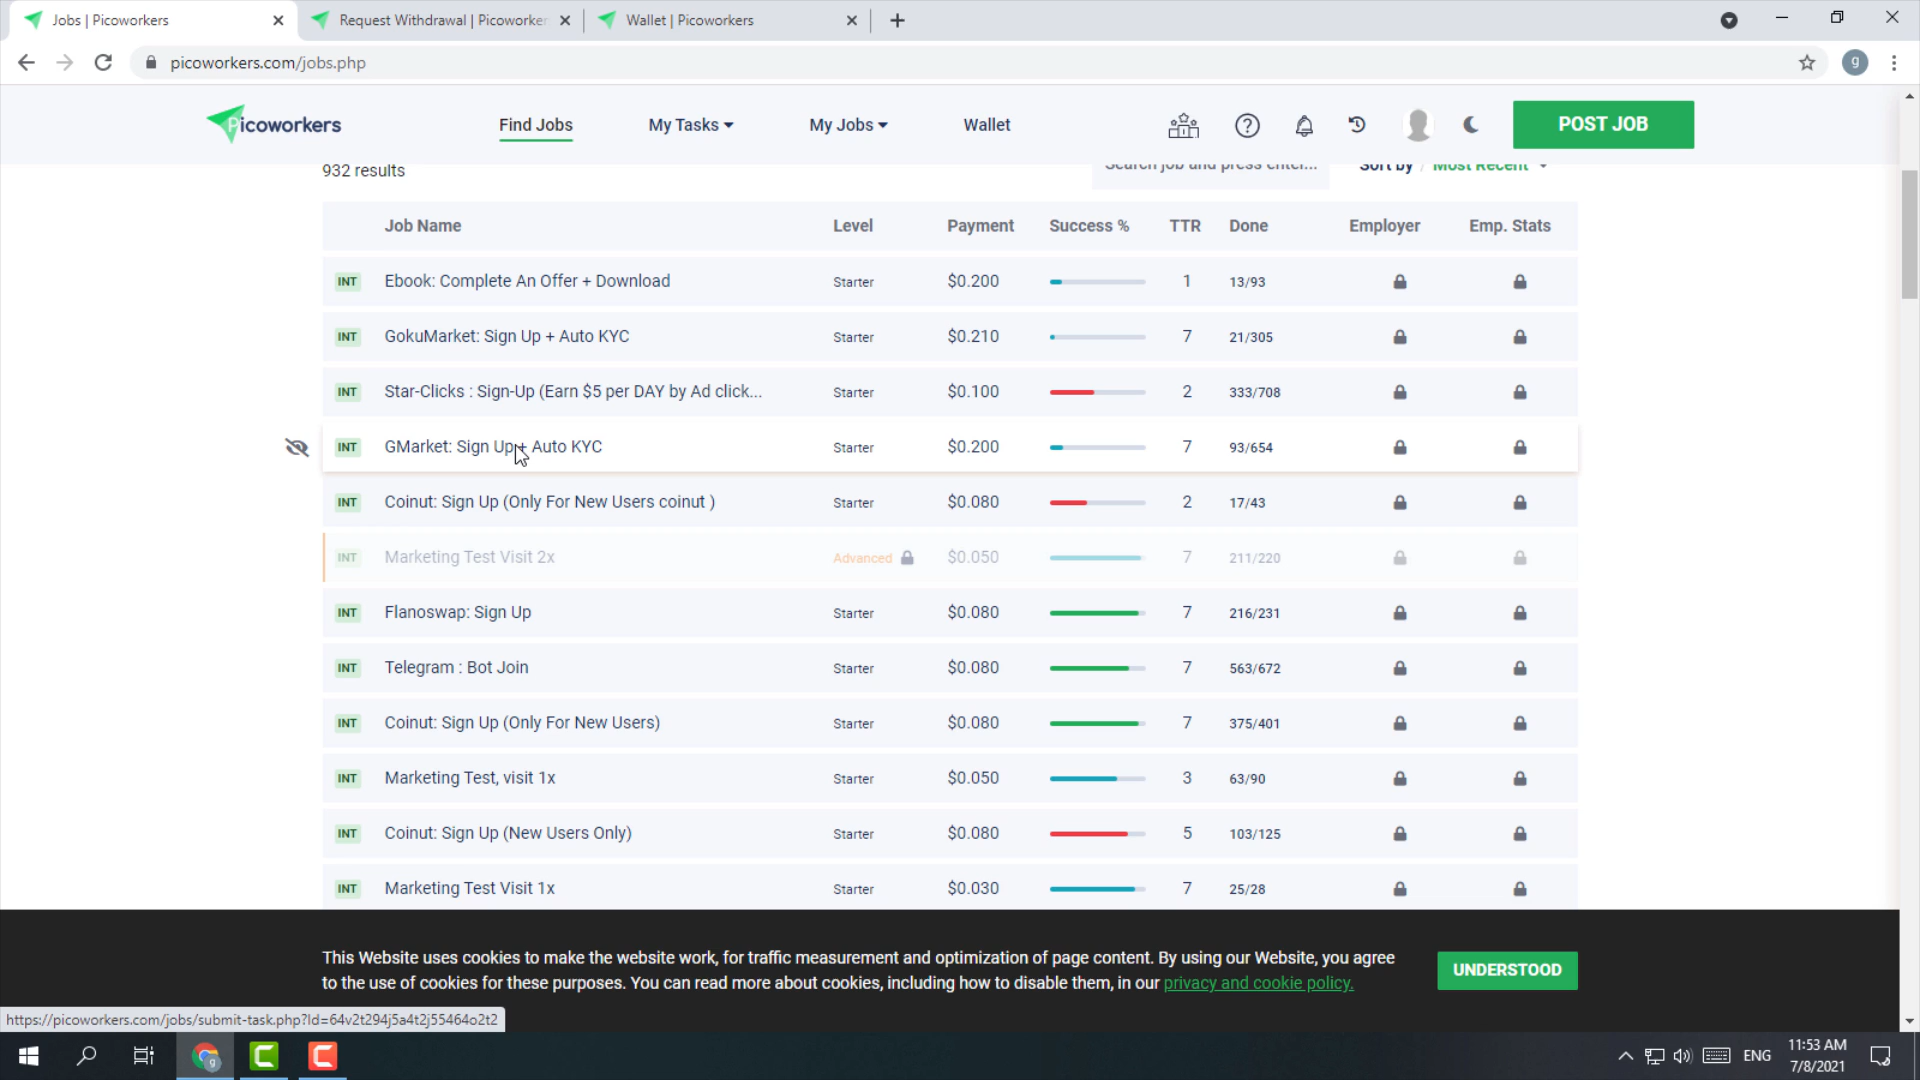 Jobs | Picoworkers
Request Withdrawal | Picoworker
Wallet | Picoworkers
picoworkers.com/jobs.php
g
Picoworkers
Find Jobs
My Tasks
My Jobs
Wallet
POST JOB
932 results
Search job and press enter...
Sort by / Most Recent
Job Name Level Payment Success % TTR Done Employer Emp. Stats
INT Ebook: Complete An Offer + Download Starter $0.200 1 13/93
INT GokuMarket: Sign Up + Auto KYC Starter $0.210 7 21/305
INT Star-Clicks : Sign-Up (Earn $5 per DAY by Ad click... Starter $0.100 2 333/708
INT GMarket: Sign Up + Auto KYC Starter $0.200 7 93/654
INT Coinut: Sign Up (Only For New Users coinut ) Starter $0.080 2 17/43
INT Marketing Test Visit 2x Advanced $0.050 7 211/220
INT Flanoswap: Sign Up Starter $0.080 7 216/231
INT Telegram : Bot Join Starter $0.080 7 563/672
INT Coinut: Sign Up (Only For New Users) Starter $0.080 7 375/401
INT Marketing Test, visit 1x Starter $0.050 3 63/90
INT Coinut: Sign Up (New Users Only) Starter $0.080 5 103/125
INT Marketing Test Visit 1x Starter $0.030 7 25/28
This Website uses cookies to make the website work, for traffic measurement and optimization of page content. By using our Website, you agree
to the use of cookies for these purposes. You can read more about cookies, including how to disable them, in our privacy and cookie policy.
UNDERSTOOD
https://picoworkers.com/jobs/submit-task.php?Id=64v2t294j5a4t2j55464o2t2
ENG
11:53 AM
7/8/2021